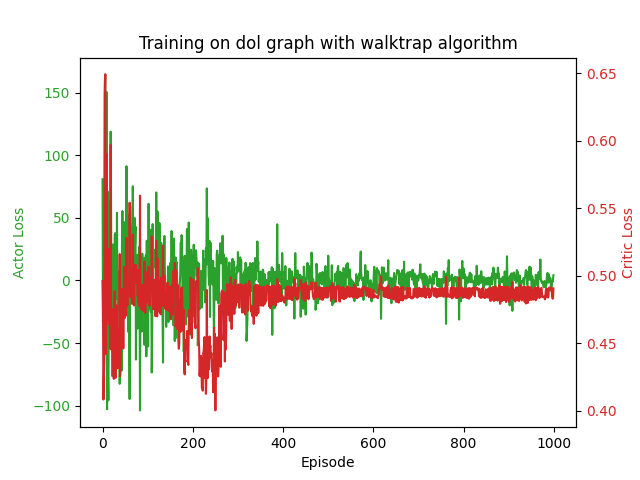 Training on dol graph with walktrap algorithm
150
100
50
0
−50
−100
Actor Loss
0.65
0.60
0.55
0.50
0.45
0.40
Critic Loss
0 200 400 600 800 1000
Episode